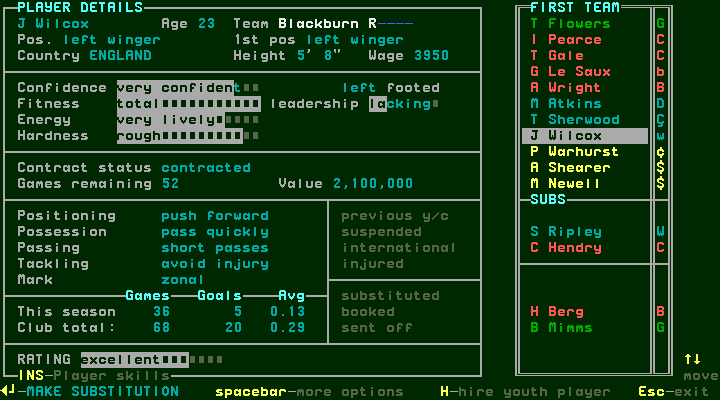 PLAYER DETAILS
J Wilcox Age 23 Team Blackburn R
Pos. left winger 1st pos left winger
Country ENGLAND Height 5' 8" Wage 3950
Confidence very confident left footed
Fitness total leadership lacking
Energy very lively
Hardness rough
Contract status contracted
Games remaining 52 Value 2,100,000
Positioning push forward previous y/c
Possession pass quickly suspended
Passing short passes international
Tackling avoid injury injured
Mark zonal
Games Goals Avg substituted
This season 36 5 0.13 booked
Club total: 68 20 0.29 sent off
RATING excellent
INS-Player skills
FIRST TEAM
T Flowers G
I Pearce C
T Gale C
G Le Saux b
A Wright B
M Atkins D
T Sherwood Ç
J Wilcox w
P Warhurst ¢
A Shearer $
M Newell $
SUBS
S Ripley W
C Hendry C
H Berg B
B Mimms G
↑↓
move
↵-MAKE SUBSTITUTION spacebar-more options H-hire youth player Esc-exit